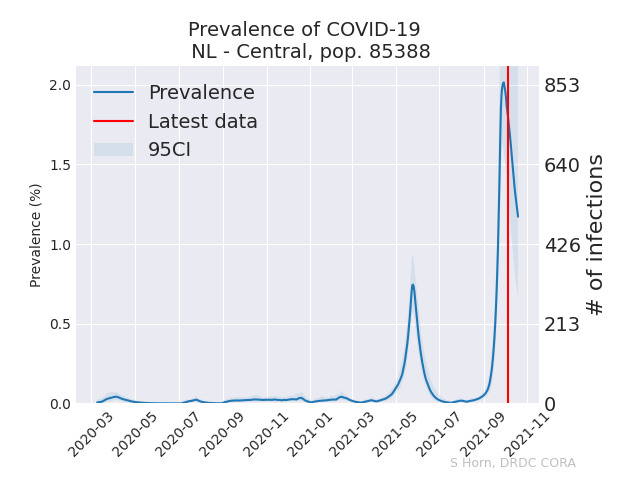 Prevalence of COVID-19
NL - Central, pop. 85388
Prevalence
Latest data
95CI
Prevalence (%)
2.0
1.5
1.0
0.5
0.0
853
640
426
213
0
# of infections
2020-03
2020-05
2020-07
2020-09
2020-11
2021-01
2021-03
2021-05
2021-07
2021-09
2021-11
S Horn, DRDC CORA